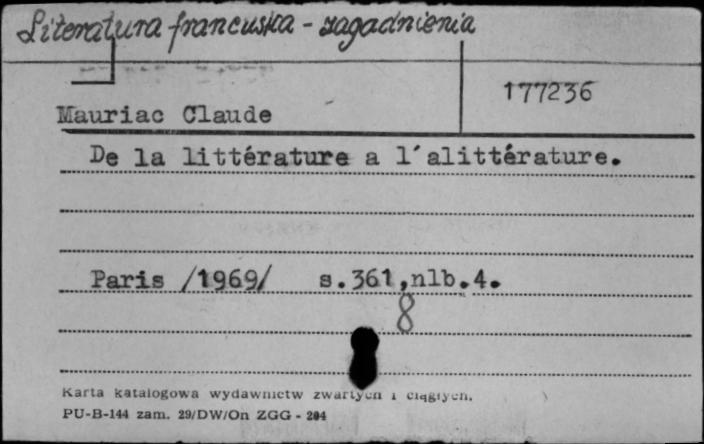 Literatura francuska - zagadnienia
177236
Mauriac Claude
De la littérature a l'alittérature.
Paris /1969/ s.361,nlb.4.
8
Karta katalogowa wydawnictw zwartych i ciągłych.
PU-B-144 zam. 29/DW/On ZGG - 204